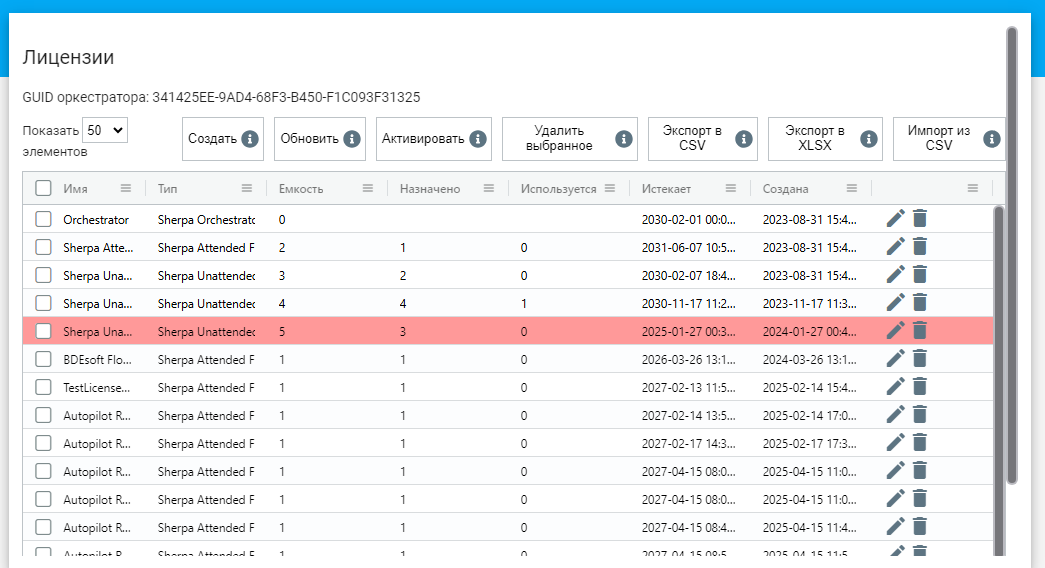 Лицензии
GUID оркестратора: 341425EE-9AD4-68F3-B450-F1C093F31325
Показать 50 элементов
Создать
Обновить
Активировать
Удалить выбранное
Экспорт в CSV
Экспорт в XLSX
Импорт из CSV
Имя Тип Емкость Назначено Используется Истекает Создана
Orchestrator Sherpa Orchestratc 0 2030-02-01 00:0... 2023-08-31 15:4...
Sherpa Atte... Sherpa Attended F 2 1 0 2031-06-07 10:5... 2023-08-31 15:4...
Sherpa Una... Sherpa Unattended 3 2 0 2030-02-07 18:4... 2023-08-31 15:4...
Sherpa Una... Sherpa Unattended 4 4 1 2030-11-17 11:2... 2023-11-17 11:3...
Sherpa Una... Sherpa Unattended 5 3 0 2025-01-27 00:3... 2024-01-27 00:4...
BDEsoft Flo... Sherpa Attended F 1 1 0 2026-03-26 13:1... 2024-03-26 13:1...
TestLicense... Sherpa Attended F 1 1 0 2027-02-13 11:5... 2025-02-14 15:4...
Autopilot R... Sherpa Attended F 1 1 0 2027-02-14 13:5... 2025-02-14 17:0...
Autopilot R... Sherpa Attended F 1 1 0 2027-02-17 14:3... 2025-02-17 17:3...
Autopilot R... Sherpa Attended F 1 1 0 2027-04-15 08:0... 2025-04-15 11:0...
Autopilot R... Sherpa Attended F 1 1 0 2027-04-15 08:0... 2025-04-15 11:0...
Autopilot R... Sherpa Attended F 1 1 0 2027-04-15 08:4... 2025-04-15 11:4...
Autopilot R... Sherpa Attended F 1 1 0 2027-04-15 08:5... 2025-04-15 11:5...